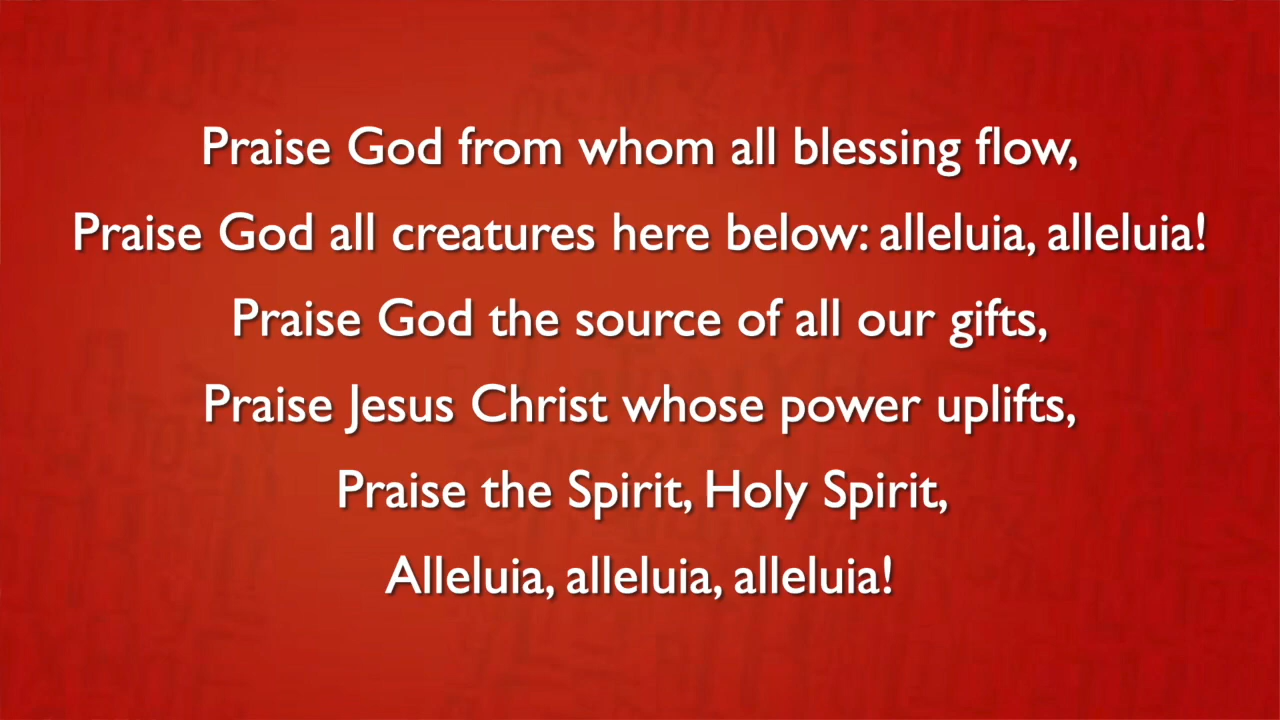 Praise God from whom all blessing flow,
Praise God all creatures here below: alleluia, alleluia!
Praise God the source of all our gifts,
Praise Jesus Christ whose power uplifts,
Praise the Spirit, Holy Spirit,
Alleluia, alleluia, alleluia!